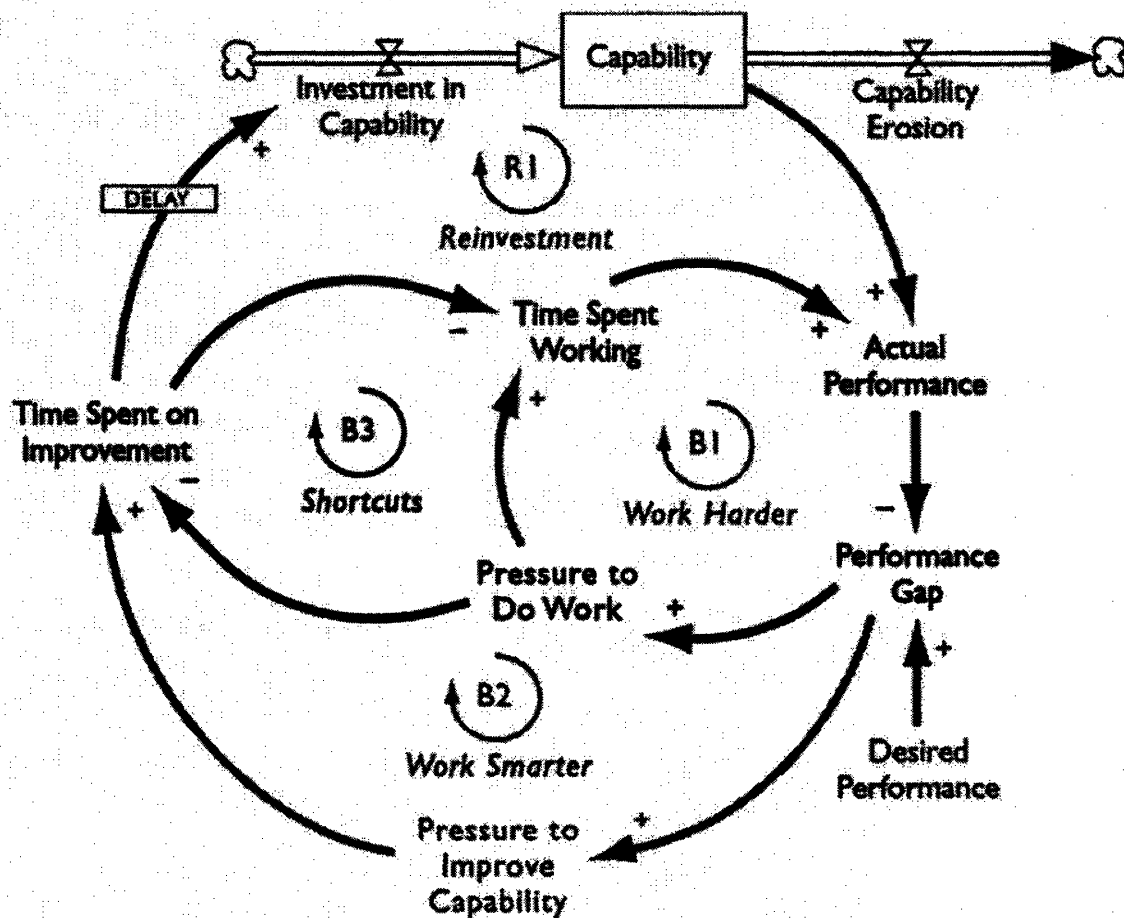 Capability
Investment in
Capability
Capability
Erosion
+
R1
DELAY
Reinvestment
+
Time Spent
Working
−
+
Actual
Performance
Time Spent on
Improvement
−
+
+
B3
Shortcuts
B1
Work Harder
−
Performance
Gap
Pressure to
Do Work
+
+
B2
Work Smarter
Desired
Performance
+
Pressure to
Improve
Capability